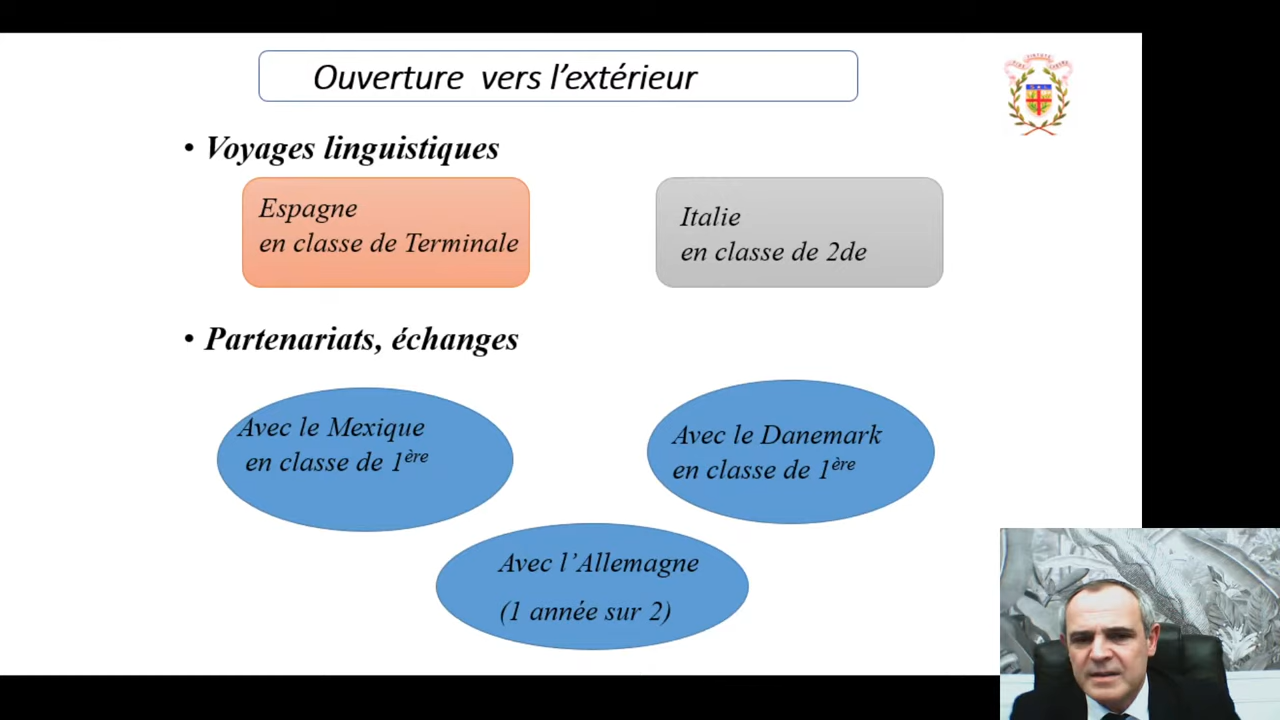 Ouverture vers l’extérieur
• Voyages linguistiques
Espagne
en classe de Terminale
Italie
en classe de 2de
• Partenariats, échanges
Avec le Mexique
en classe de 1ère
Avec le Danemark
en classe de 1ère
Avec l’Allemagne
(1 année sur 2)